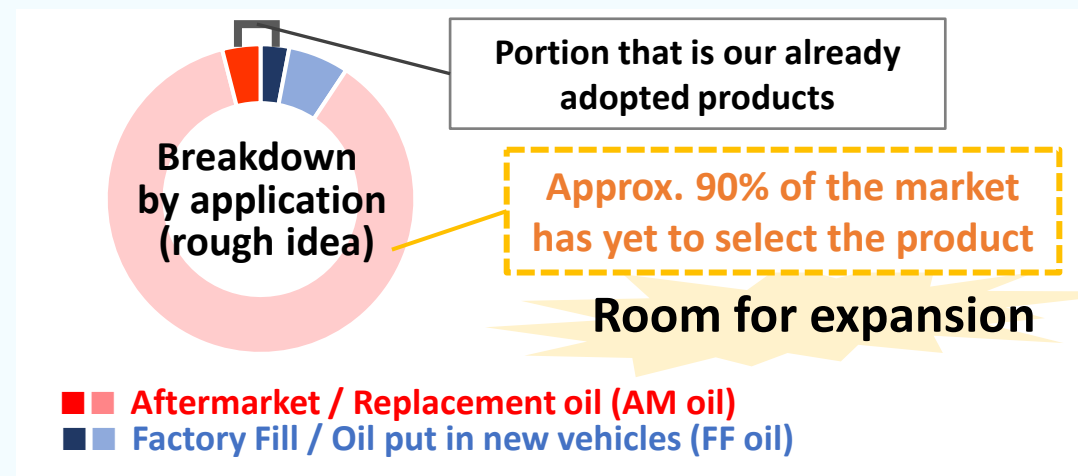 Portion that is our already
adopted products
Breakdown
by application
(rough idea)
Approx. 90% of the market
has yet to select the product
Room for expansion
Aftermarket / Replacement oil (AM oil)
Factory Fill / Oil put in new vehicles (FF oil)